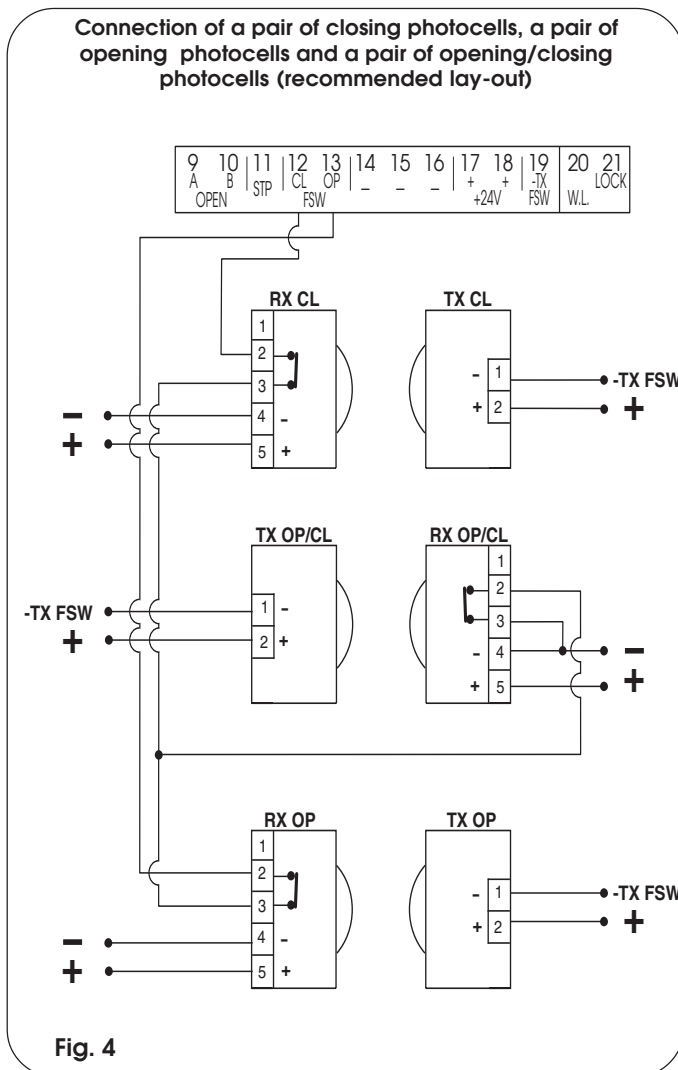 Connection of a pair of closing photocells, a pair of
opening photocells and a pair of opening/closing
photocells (recommended lay-out)
9 10 11 12 13 14 15 16 17 18 19 20 21
A B STP CL OP _ _ _ + + -TX LOCK
OPEN FSW +24V FSW W.L.
RX CL TX CL
1
2
3
4 -
5 +
- 1 -TX FSW
+ 2 +
-
+
TX OP/CL RX OP/CL
-TX FSW 1 -
+ 2 +
1
2
3
- 4 -
+ 5 +
RX OP TX OP
1
2
3
- 4 -
+ 5 +
- 1 -TX FSW
+ 2 +
Fig. 4